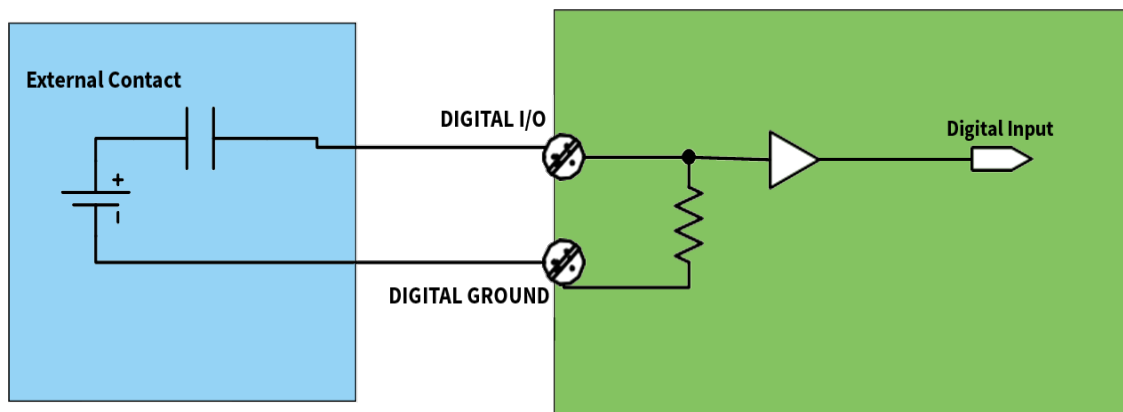 External Contact
DIGITAL I/O
Digital Input
+
DIGITAL GROUND